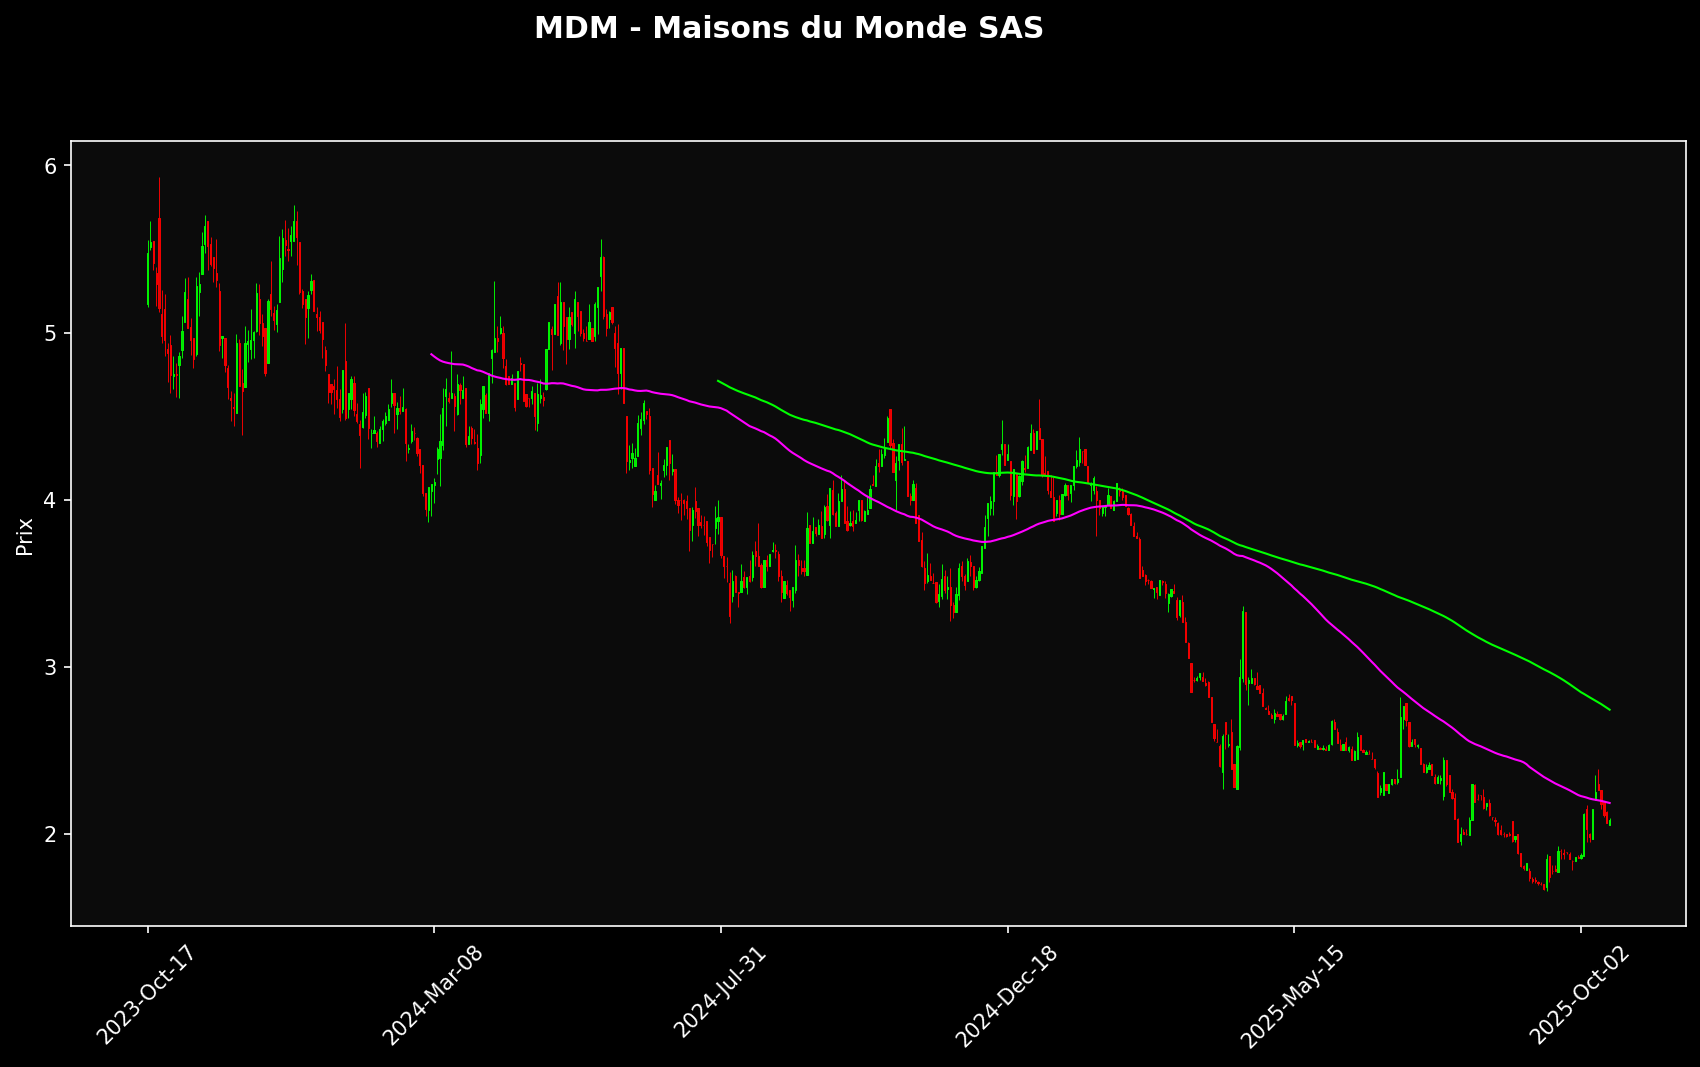 MDM - Maisons du Monde SAS
Prix
6
5
4
3
2
2023-Oct-17
2024-Mar-08
2024-Jul-31
2024-Dec-18
2025-May-15
2025-Oct-02